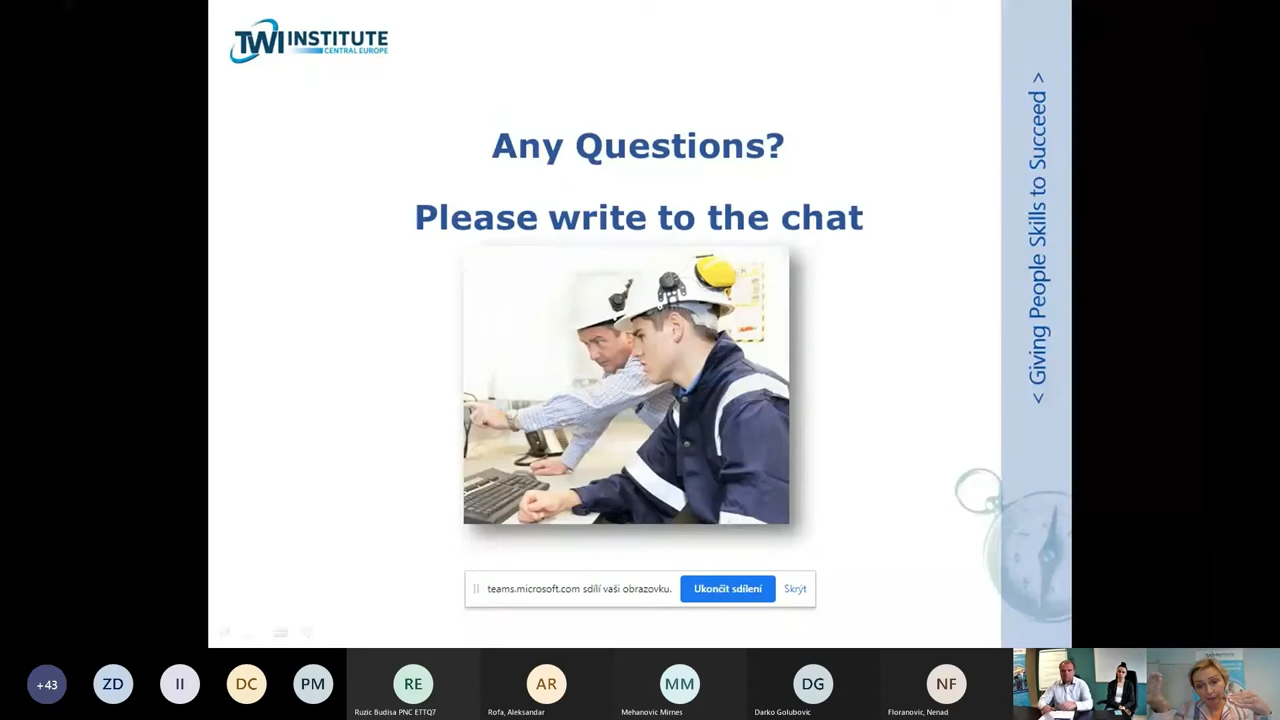 TWI INSTITUTE
CENTRAL EUROPE
Any Questions?
Please write to the chat
< Giving People Skills to Succeed >
teams.microsoft.com sdílí vaši obrazovku.
Ukončit sdílení
Skrýt
+43
ZD
II
DC
PM
RE
AR
MM
DG
NF
Ruzic Budisa PNC ETTQ7
Rofa, Aleksandar
Mehanovic Mirnes
Darko Golubovic
Floranovic, Nenad